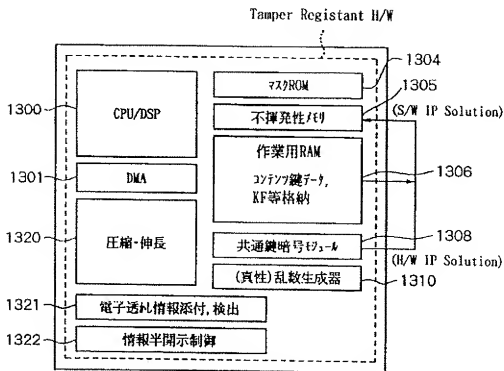 Tamper Registant H/W
1300
CPU/DSP
1301
DMA
1320
圧縮・伸長
1321
電子透札情報添付, 検出
1322
情報半開示制御
マスクROM
1304
不揮発性メモリ
1305
(S/W IP Solution)
作業用RAM
コンテンツ鍵データ,
KF等格納
1306
共通鍵暗号モジュール
1308
(H/W IP Solution)
(真性)乱数生成器
1310